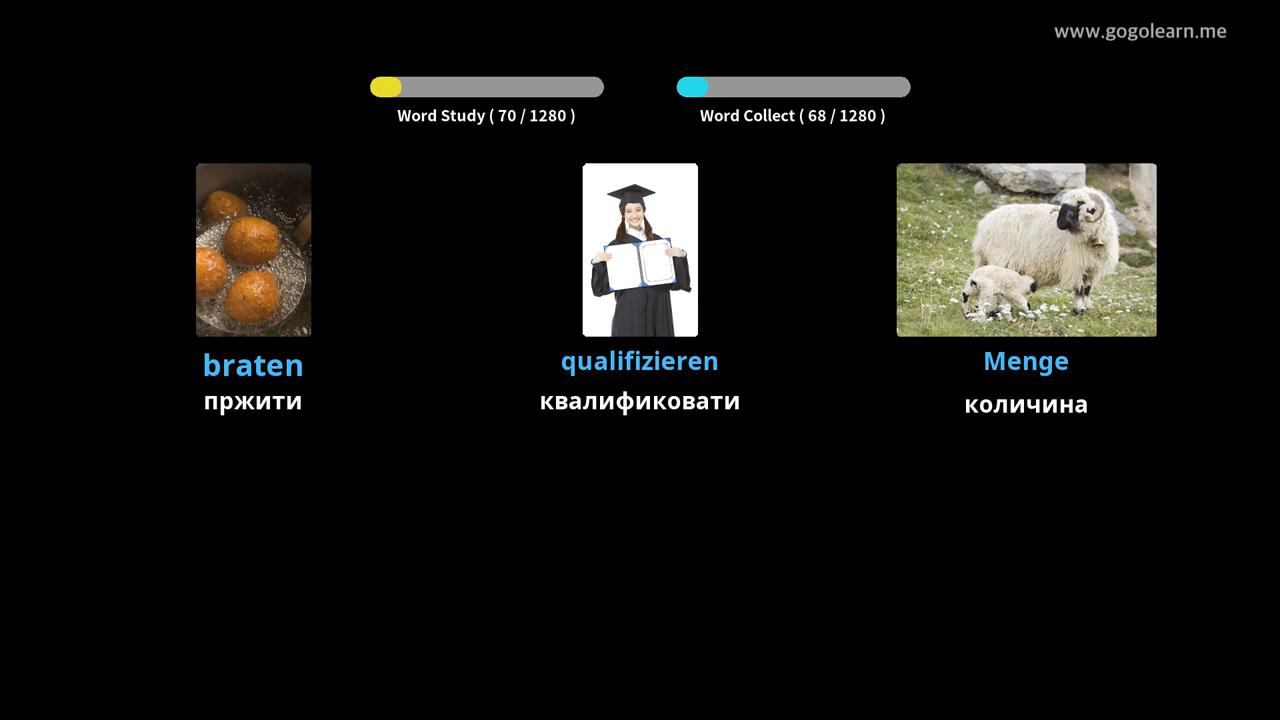 www.gogolearn.me
Word Study ( 70 / 1280 )
Word Collect ( 68 / 1280 )
braten
пржити
qualifizieren
квалификовати
Menge
количина